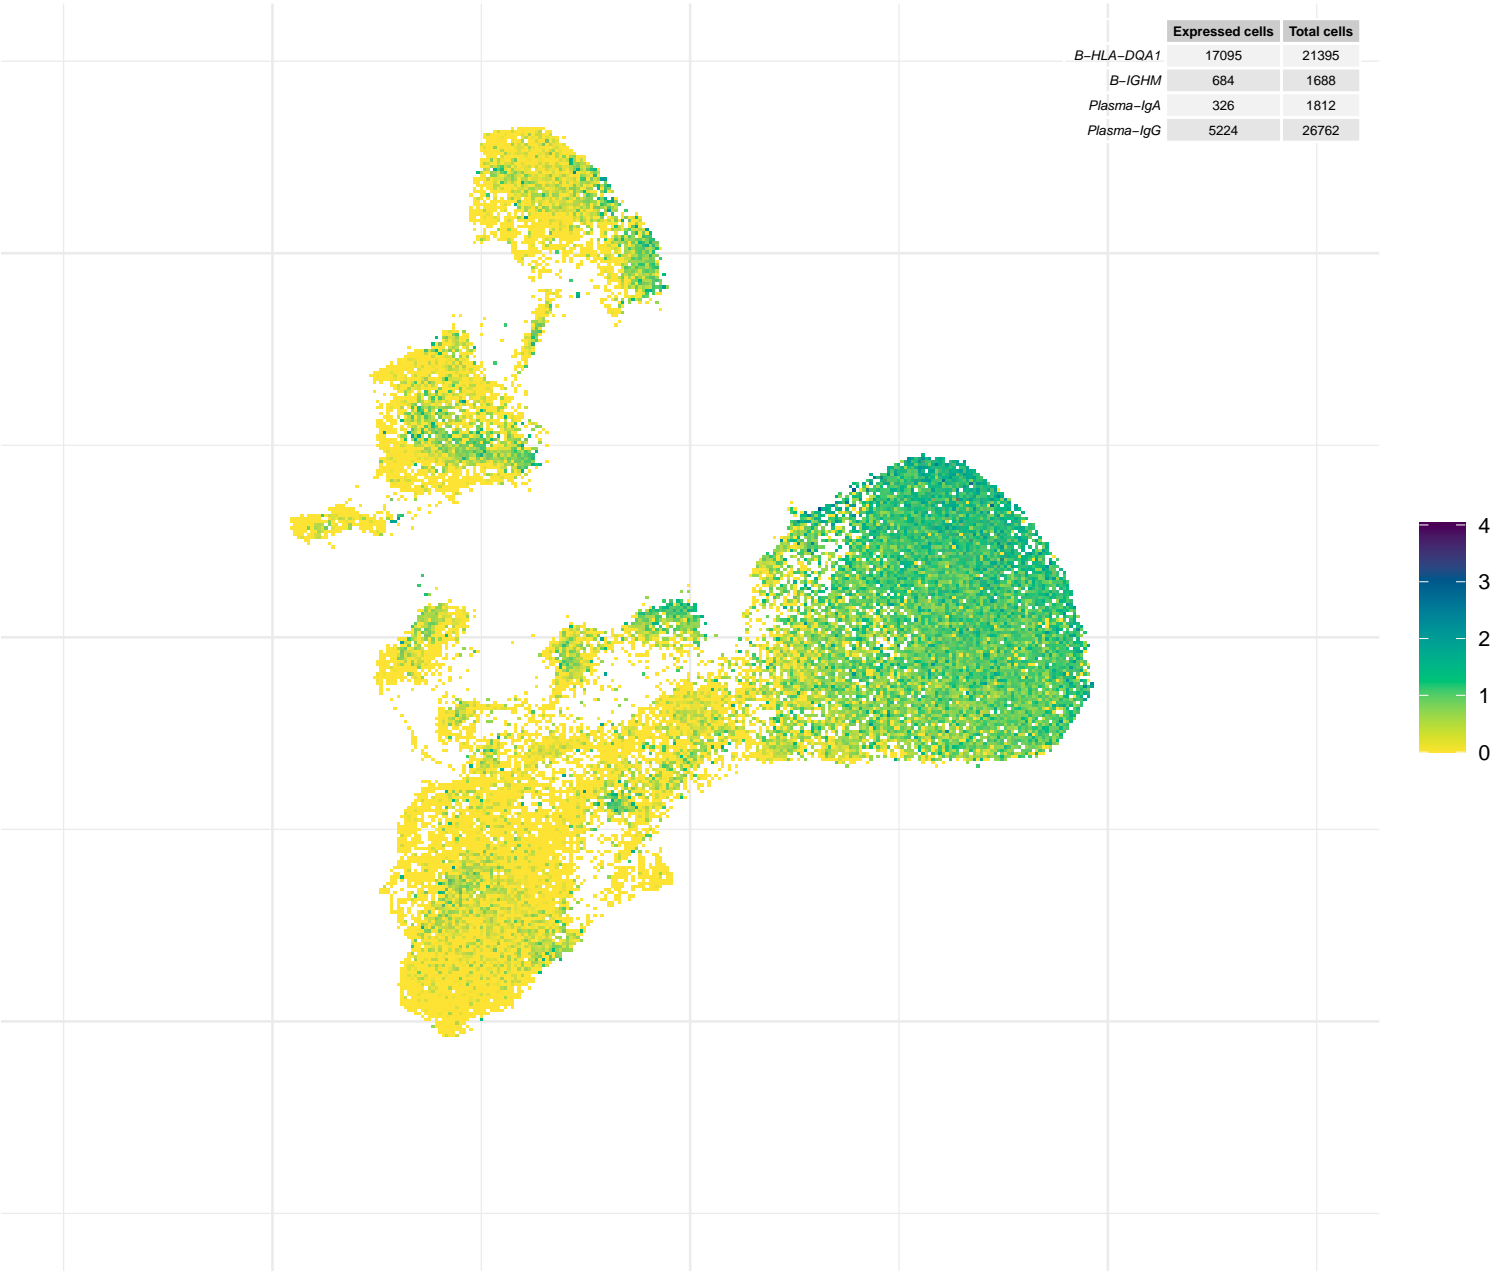 Expressed cells Total cells
B−HLA−DQA1 17095 21395
B−IGHM 684 1688
Plasma−IgA 326 1812
Plasma−IgG 5224 26762
4
3
2
1
0